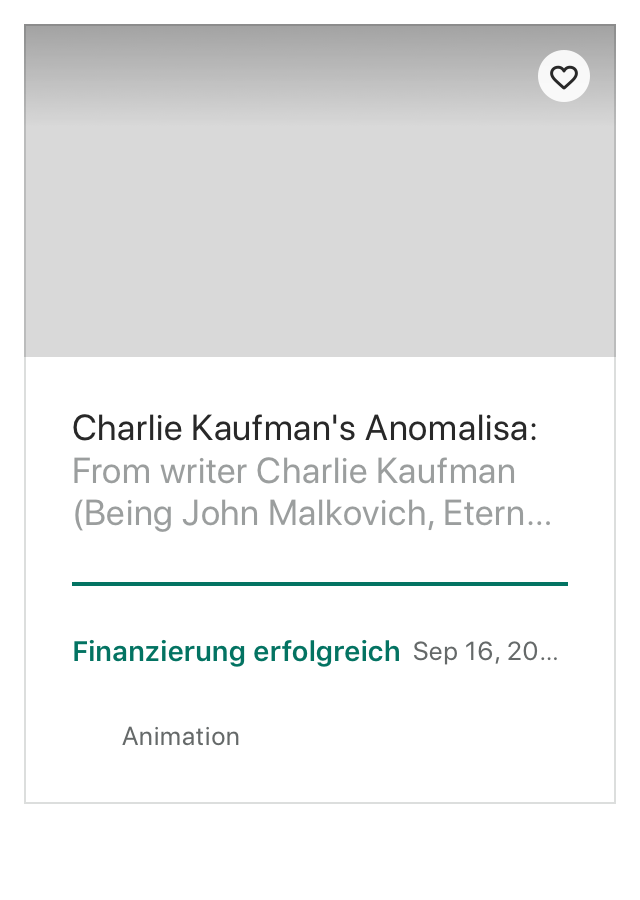 Charlie Kaufman's Anomalisa:
From writer Charlie Kaufman
(Being John Malkovich, Etern...
Finanzierung erfolgreich Sep 16, 20...
Animation